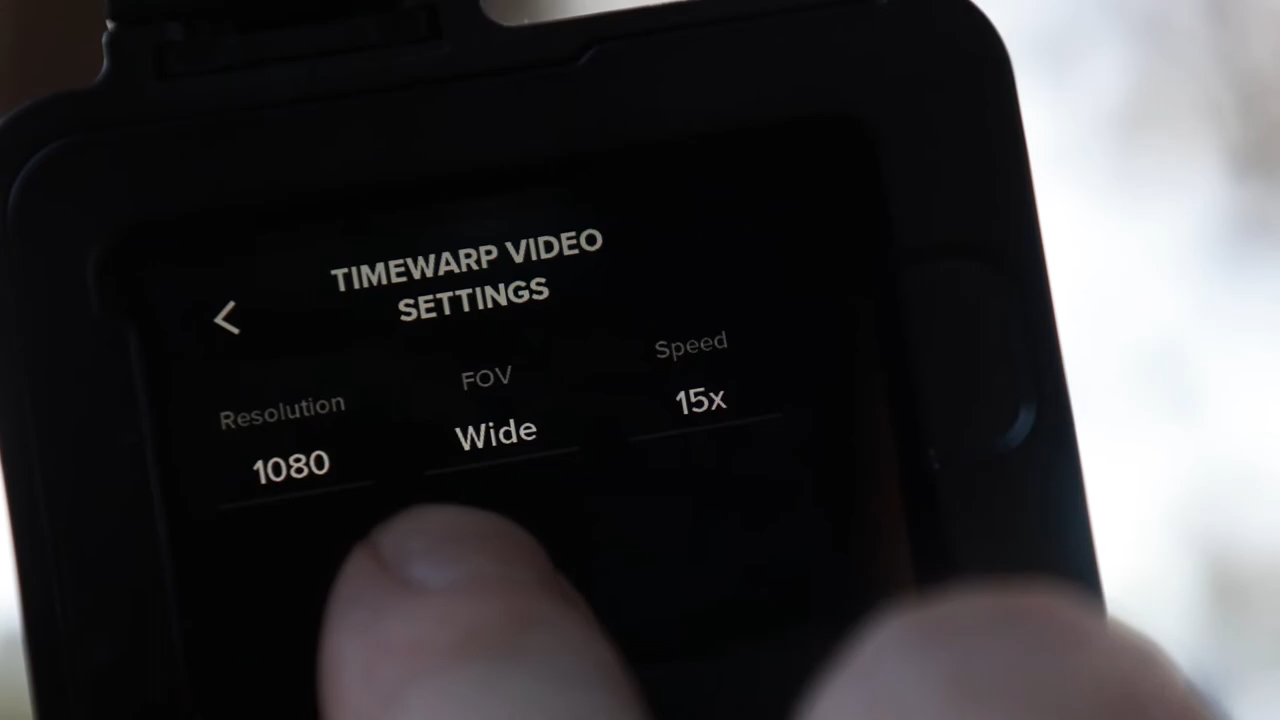 TIMEWARP VIDEO
SETTINGS
Resolution
1080
FOV
Wide
Speed
15x